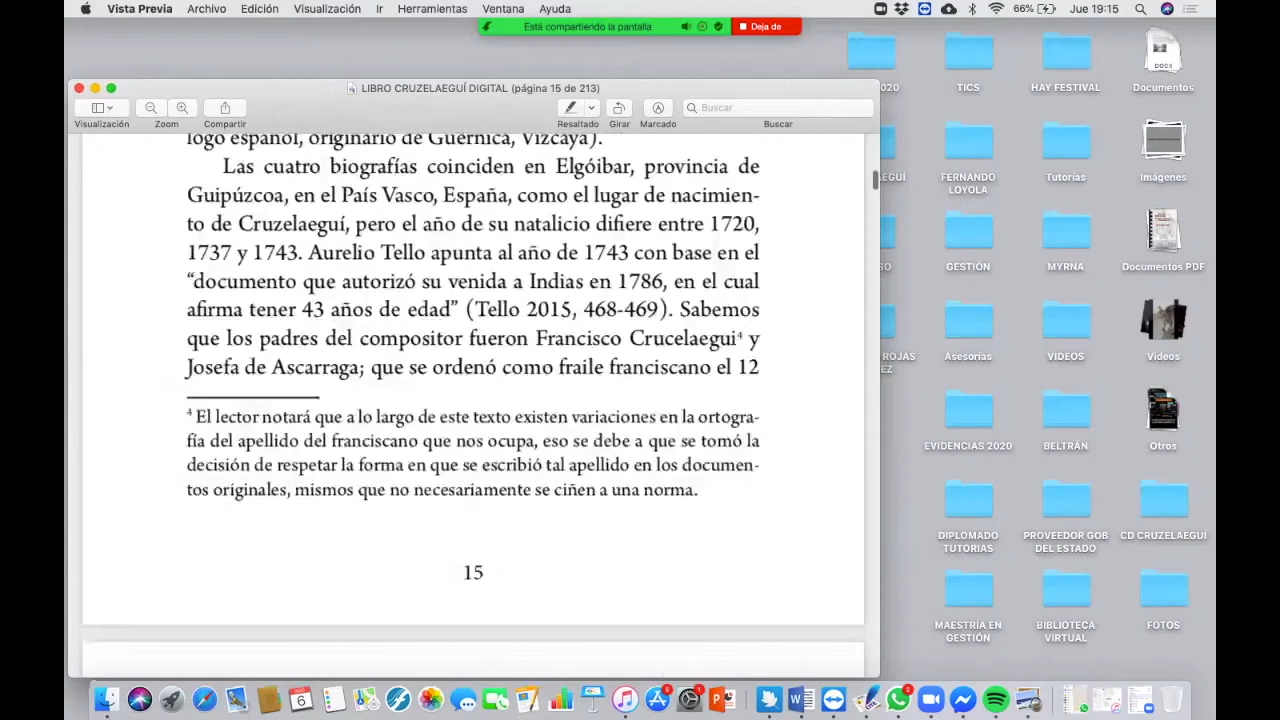 Vista Previa Archivo Edición Visualización Ir Herramientas Ventana Ayuda 66% Jue 19:15
Está compartiendo la pantalla Deja de
LIBRO CRUZELAEGUÍ DIGITAL (página 15 de 213)
Visualización Zoom Compartir Resaltado Girar Marcado Buscar
Buscar
logo español, originario de Guernica, Vizcaya).
Las cuatro biografías coinciden en Elgóibar, provincia de
Guipúzcoa, en el País Vasco, España, como el lugar de nacimien-
to de Cruzelaeguí, pero el año de su natalicio difiere entre 1720,
1737 y 1743. Aurelio Tello apunta al año de 1743 con base en el
“documento que autorizó su venida a Indias en 1786, en el cual
afirma tener 43 años de edad” (Tello 2015, 468-469). Sabemos
que los padres del compositor fueron Francisco Crucelaegui⁴ y
Josefa de Ascarraga; que se ordenó como fraile franciscano el 12
⁴ El lector notará que a lo largo de este texto existen variaciones en la ortogra-
fía del apellido del franciscano que nos ocupa, eso se debe a que se tomó la
decisión de respetar la forma en que se escribió tal apellido en los documen-
tos originales, mismos que no necesariamente se ciñen a una norma.
15
2020 TICS HAY FESTIVAL Documentos
DOCX
FERNANDO
LOYOLA
Tutorías
Imágenes
GESTIÓN MYRNA Documentos PDF
ROJAS
Asesorías VIDEOS Videos
EVIDENCIAS 2020 BELTRÁN Otros
DIPLOMADO
TUTORIAS
PROVEEDOR GOB
DEL ESTADO
CD CRUZELAEGUÍ
MAESTRÍA EN
GESTIÓN
BIBLIOTECA
VIRTUAL
FOTOS
6